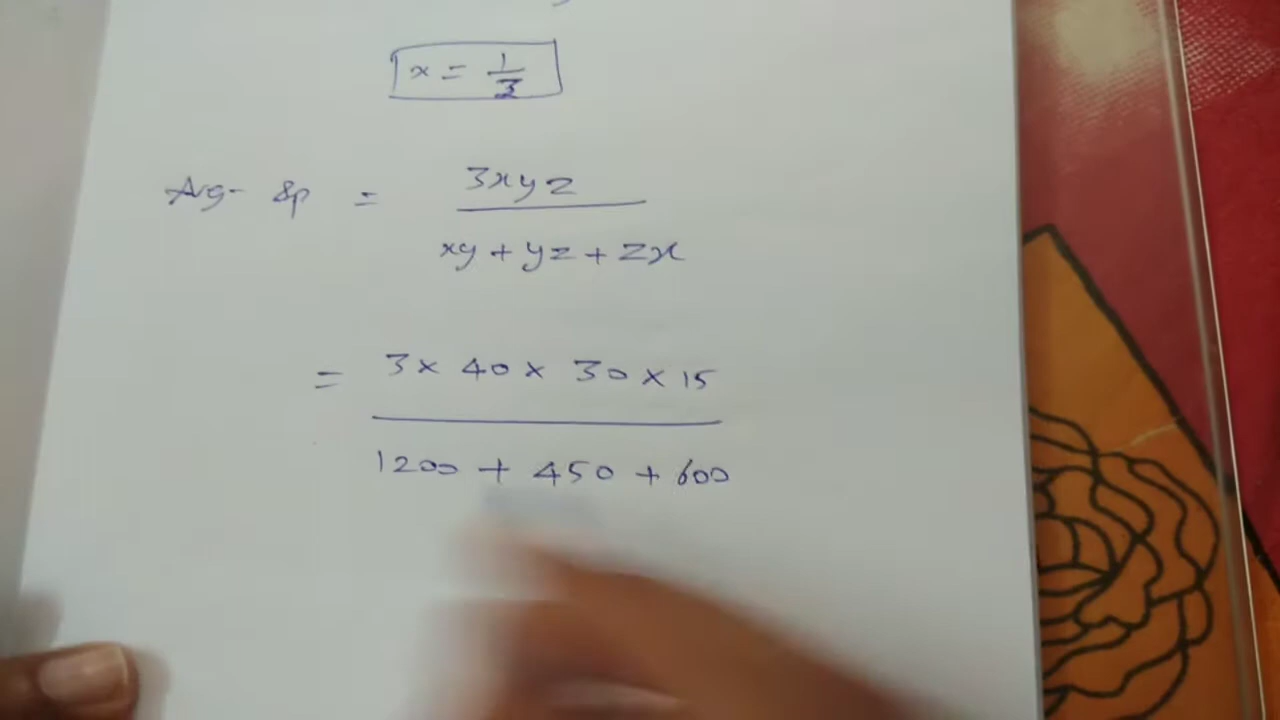 x = 1/3
Avg- Sp = 3xyz / xy + yz + zx
= 3 x 40 x 30 x 15 / 1200 + 450 + 600